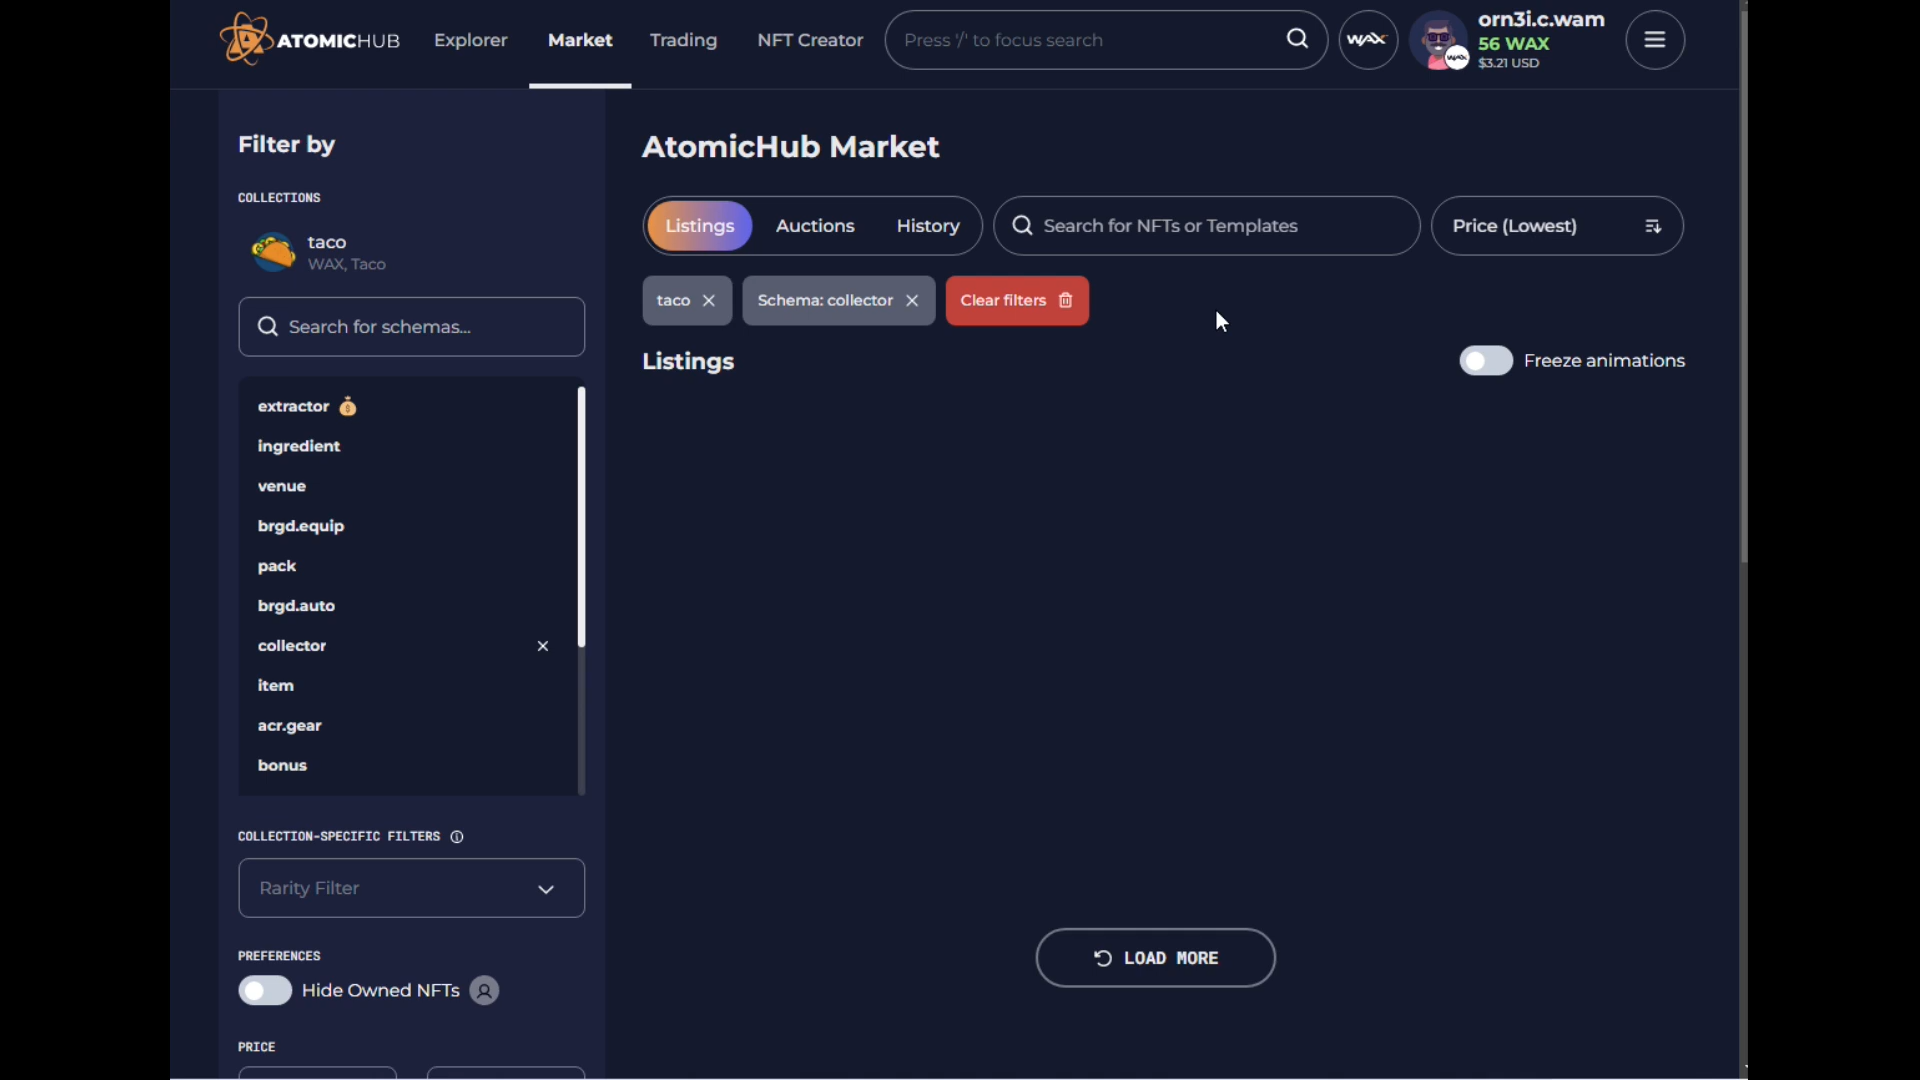 ATOMICHUB
Explorer
Market
Trading
NFT Creator
Press '/' to focus search
WAX
orn3i.c.wam
56 WAX
$3.21 USD
Filter by
COLLECTIONS
taco
WAX, Taco
Search for schemas...
extractor
ingredient
venue
brgd.equip
pack
brgd.auto
collector
item
acr.gear
bonus
COLLECTION-SPECIFIC FILTERS
Rarity Filter
PREFERENCES
Hide Owned NFTs
PRICE
AtomicHub Market
Listings
Auctions
History
Search for NFTs or Templates
Price (Lowest)
taco
Schema: collector
Clear filters
Listings
Freeze animations
LOAD MORE